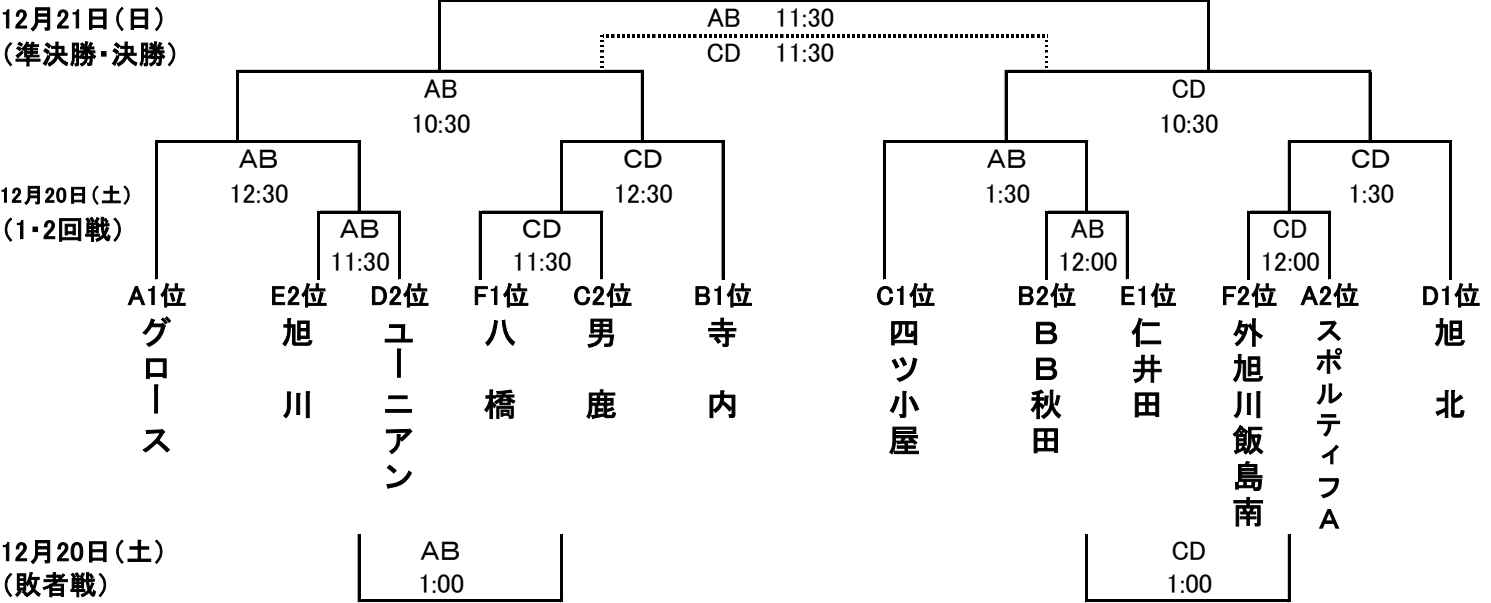 12月21日(日)
(準決勝・決勝)
AB 11:30
CD 11:30
AB
10:30
CD
10:30
12月20日(土)
(1・2回戦)
AB
12:30
CD
12:30
AB
1:30
CD
1:30
AB
11:30
CD
11:30
AB
12:00
CD
12:00
A1位
E2位
D2位
F1位
C2位
B1位
C1位
B2位
E1位
F2位
A2位
D1位
グロース
旭川
ユーニアン
八橋
男鹿
寺内
四ツ小屋
BB秋田
仁井田
外旭川飯島南
スポルティフA
旭北
12月20日(土)
(敗者戦)
AB
1:00
CD
1:00